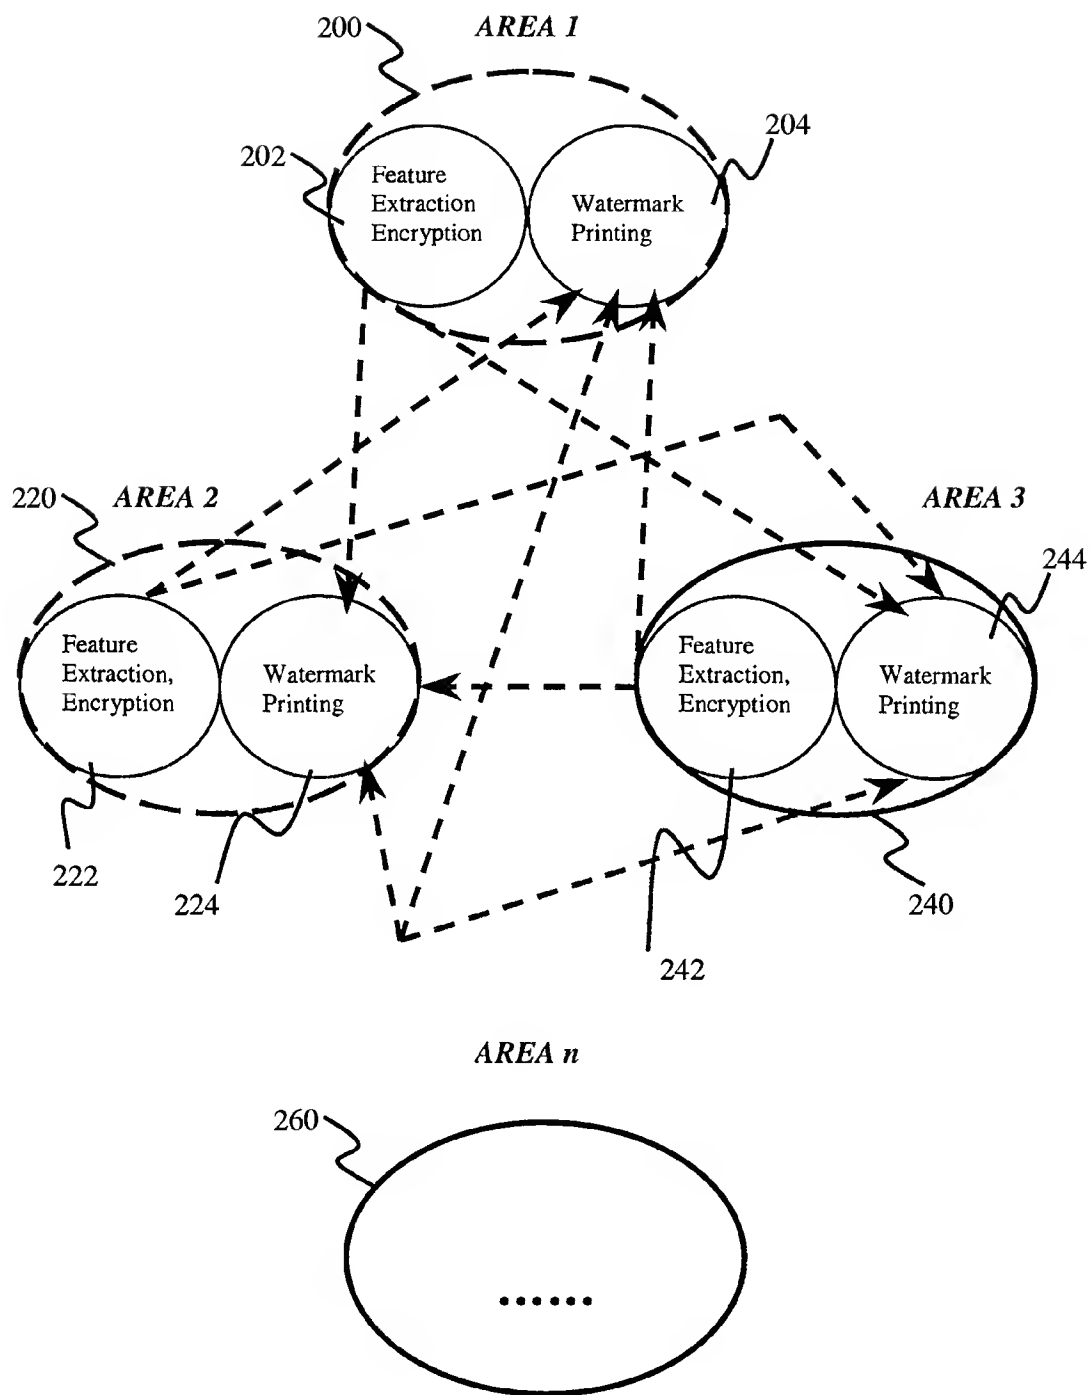 200
AREA 1
204
202
Feature
Extraction
Encryption
Watermark
Printing
220
AREA 2
AREA 3
244
Feature
Extraction,
Encryption
Watermark
Printing
Feature
Extraction,
Encryption
Watermark
Printing
222
224
240
242
AREA n
260
......